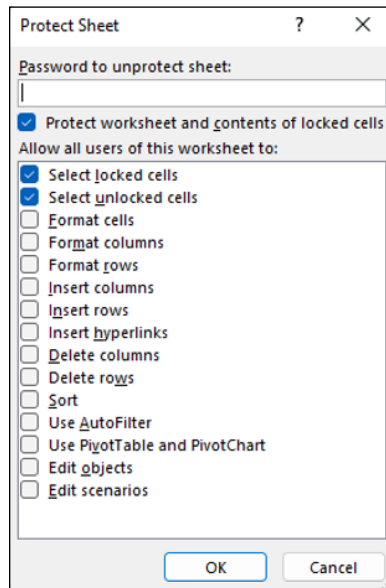 Protect Sheet ? ×
Password to unprotect sheet:
Protect worksheet and contents of locked cells
Allow all users of this worksheet to:
Select locked cells
Select unlocked cells
Format cells
Format columns
Format rows
Insert columns
Insert rows
Insert hyperlinks
Delete columns
Delete rows
Sort
Use AutoFilter
Use PivotTable and PivotChart
Edit objects
Edit scenarios
OK Cancel